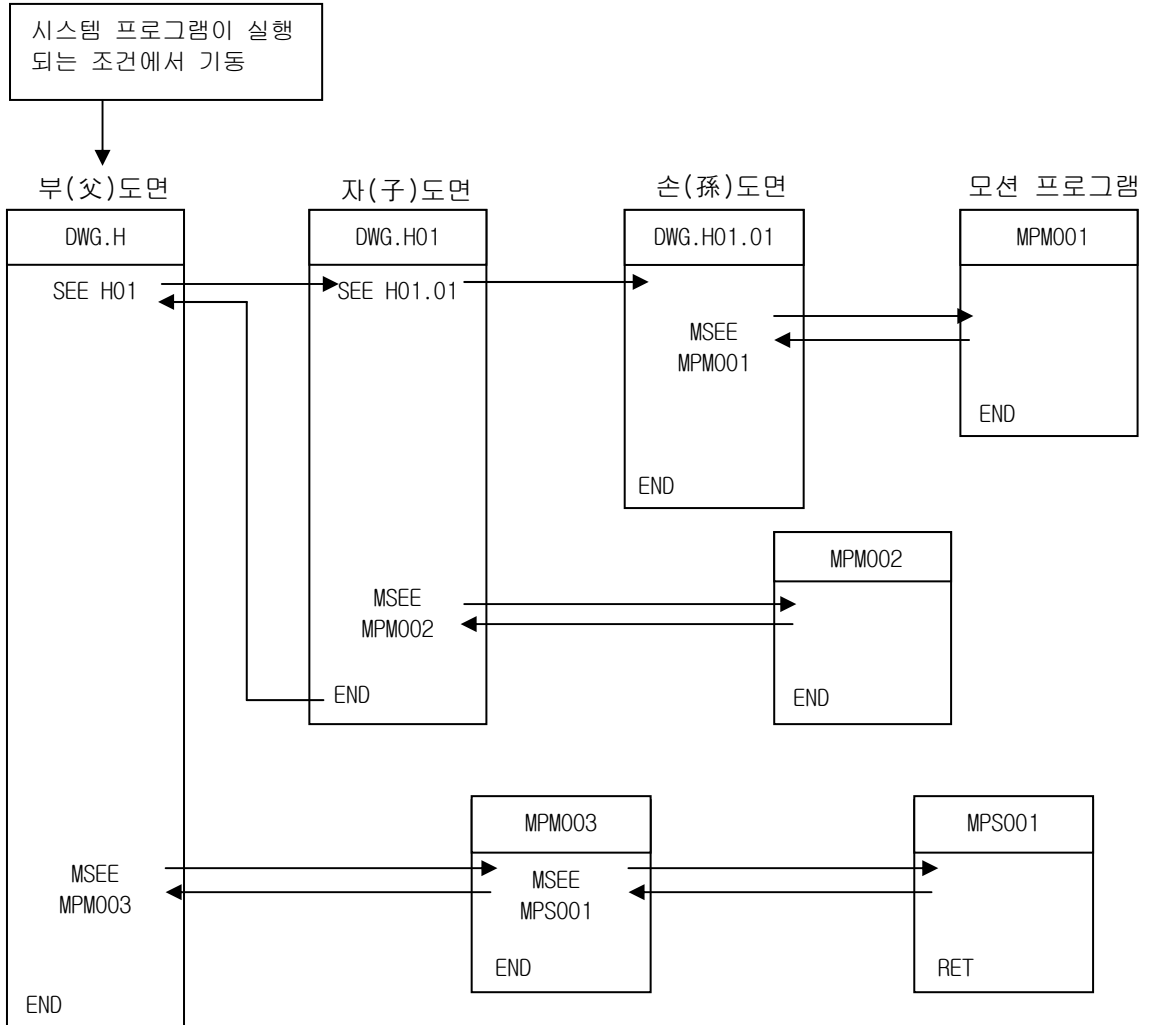 시스템 프로그램이 실행
되는 조건에서 기동
부(父)도면
자(子)도면
손(孫)도면
모션 프로그램
DWG.H
DWG.H01
DWG.H01.01
MPM001
SEE H01
SEE H01.01
MSEE
MPM001
END
END
MPM002
MSEE
MPM002
END
END
MPM003
MPS001
MSEE
MPM003
MSEE
MPS001
END
RET
END